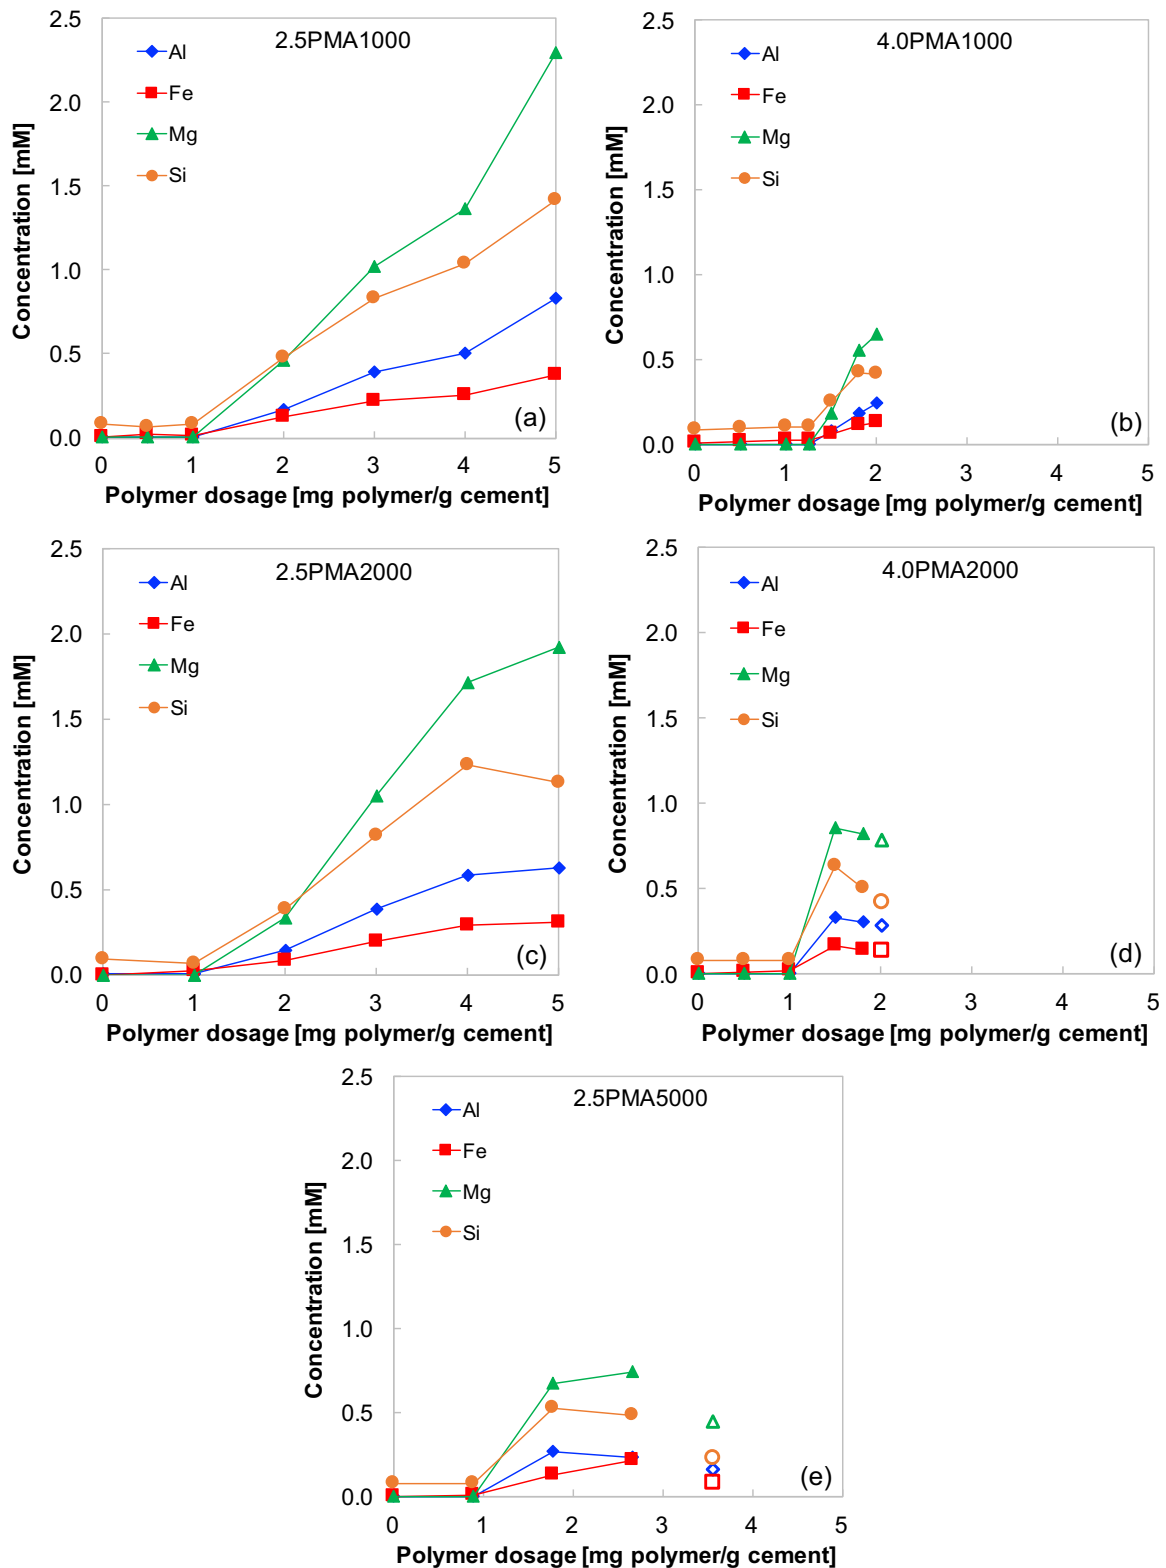 2.5PMA1000
Al
Fe
Mg
Si
2.5
2.0
1.5
1.0
0.5
0.0
Concentration [mM]
(a)
0 1 2 3 4 5
Polymer dosage [mg polymer/g cement]
4.0PMA1000
Al
Fe
Mg
Si
2.5
2.0
1.5
1.0
0.5
0.0
Concentration [mM]
(b)
0 1 2 3 4 5
Polymer dosage [mg polymer/g cement]
2.5PMA2000
Al
Fe
Mg
Si
2.5
2.0
1.5
1.0
0.5
0.0
Concentration [mM]
(c)
0 1 2 3 4 5
Polymer dosage [mg polymer/g cement]
4.0PMA2000
Al
Fe
Mg
Si
2.5
2.0
1.5
1.0
0.5
0.0
Concentration [mM]
(d)
0 1 2 3 4 5
Polymer dosage [mg polymer/g cement]
2.5PMA5000
Al
Fe
Mg
Si
2.5
2.0
1.5
1.0
0.5
0.0
Concentration [mM]
(e)
0 1 2 3 4 5
Polymer dosage [mg polymer/g cement]